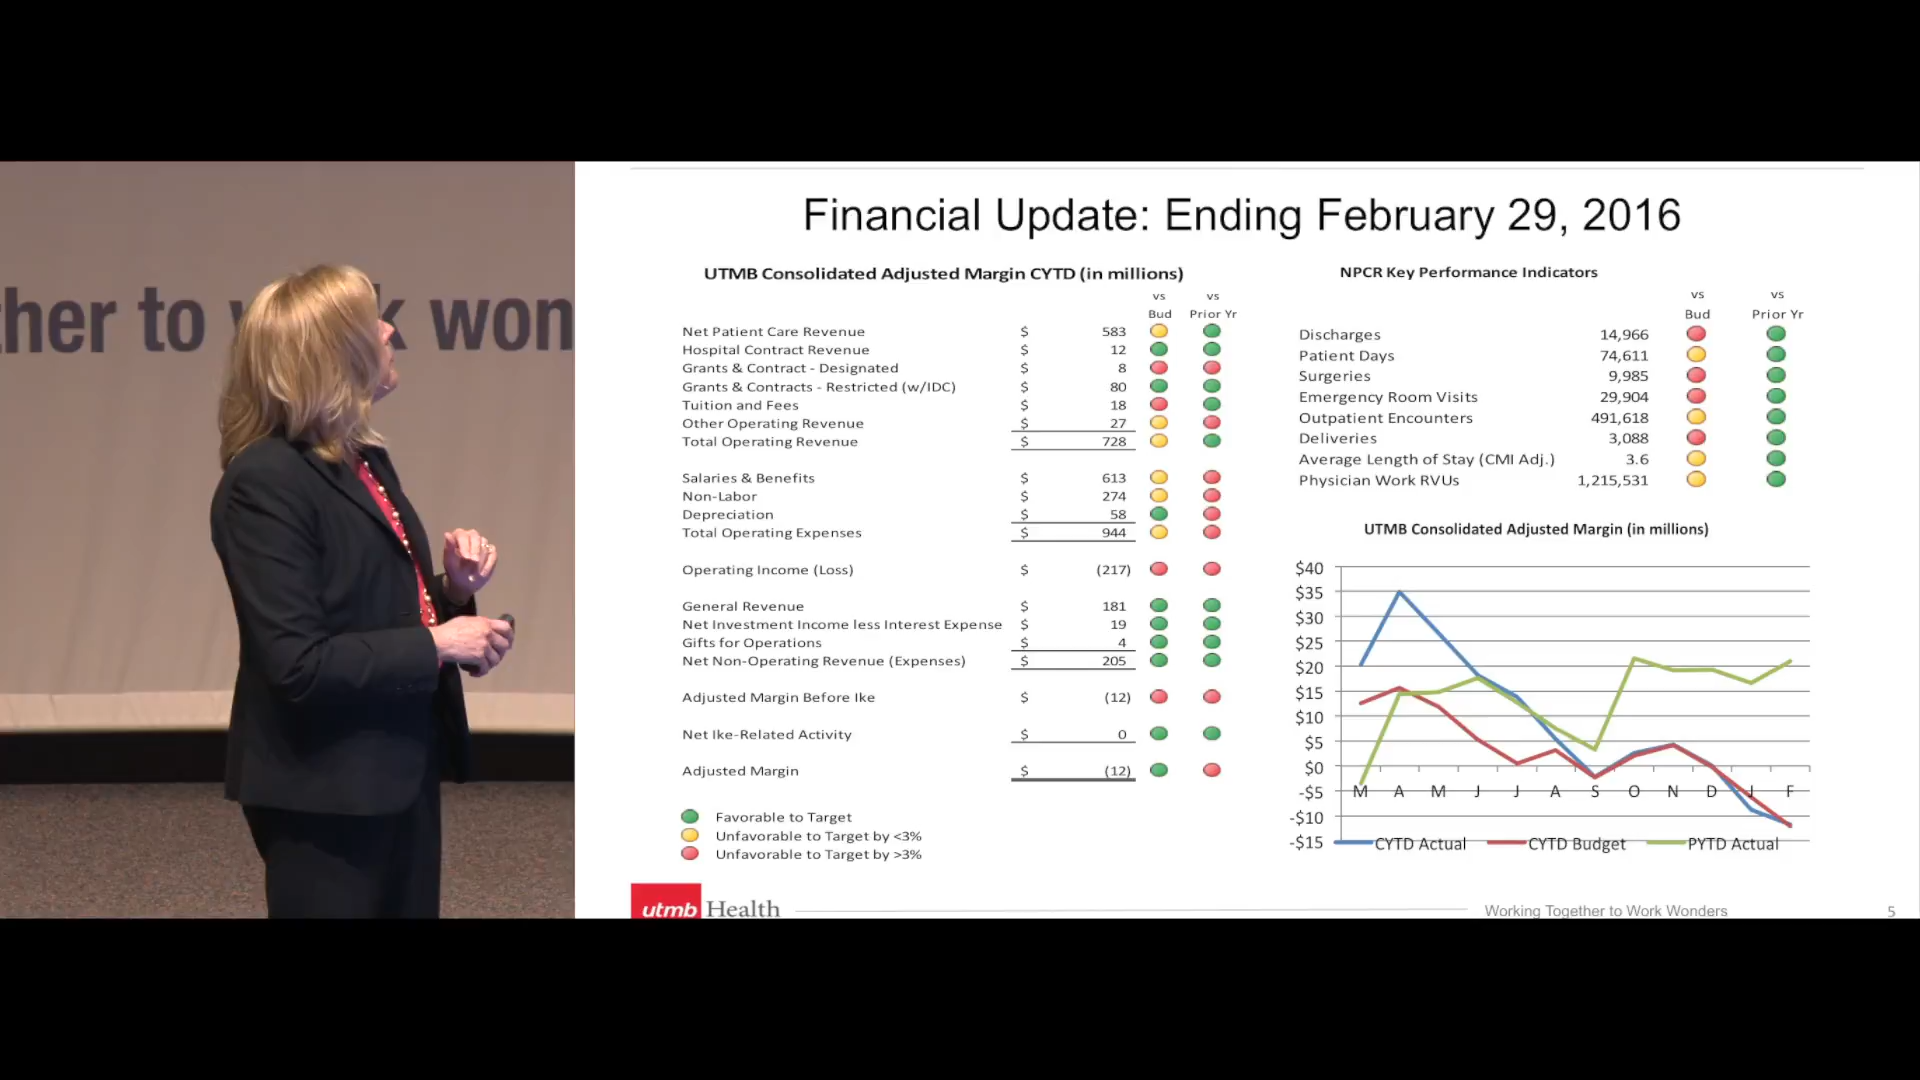 ther to w k won
Financial Update: Ending February 29, 2016
UTMB Consolidated Adjusted Margin CYTD (in millions)
vs Bud vs Prior Yr
Net Patient Care Revenue $ 583
Hospital Contract Revenue $ 12
Grants & Contract - Designated $ 8
Grants & Contracts - Restricted (w/IDC) $ 80
Tuition and Fees $ 18
Other Operating Revenue $ 27
Total Operating Revenue $ 728
Salaries & Benefits $ 613
Non-Labor $ 274
Depreciation $ 58
Total Operating Expenses $ 944
Operating Income (Loss) $ (217)
General Revenue $ 181
Net Investment Income less Interest Expense $ 19
Gifts for Operations $ 4
Net Non-Operating Revenue (Expenses) $ 205
Adjusted Margin Before Ike $ (12)
Net Ike-Related Activity $ 0
Adjusted Margin $ (12)
Favorable to Target
Unfavorable to Target by <3%
Unfavorable to Target by >3%
NPCR Key Performance Indicators
vs Bud vs Prior Yr
Discharges 14,966
Patient Days 74,611
Surgeries 9,985
Emergency Room Visits 29,904
Outpatient Encounters 491,618
Deliveries 3,088
Average Length of Stay (CMI Adj.) 3.6
Physician Work RVUs 1,215,531
UTMB Consolidated Adjusted Margin (in millions)
$40
$35
$30
$25
$20
$15
$10
$5
$0
-$5
-$10
-$15
M A M J J A S O N D J F
CYTD Actual CYTD Budget PYTD Actual
utmb Health
Working Together to Work Wonders
5